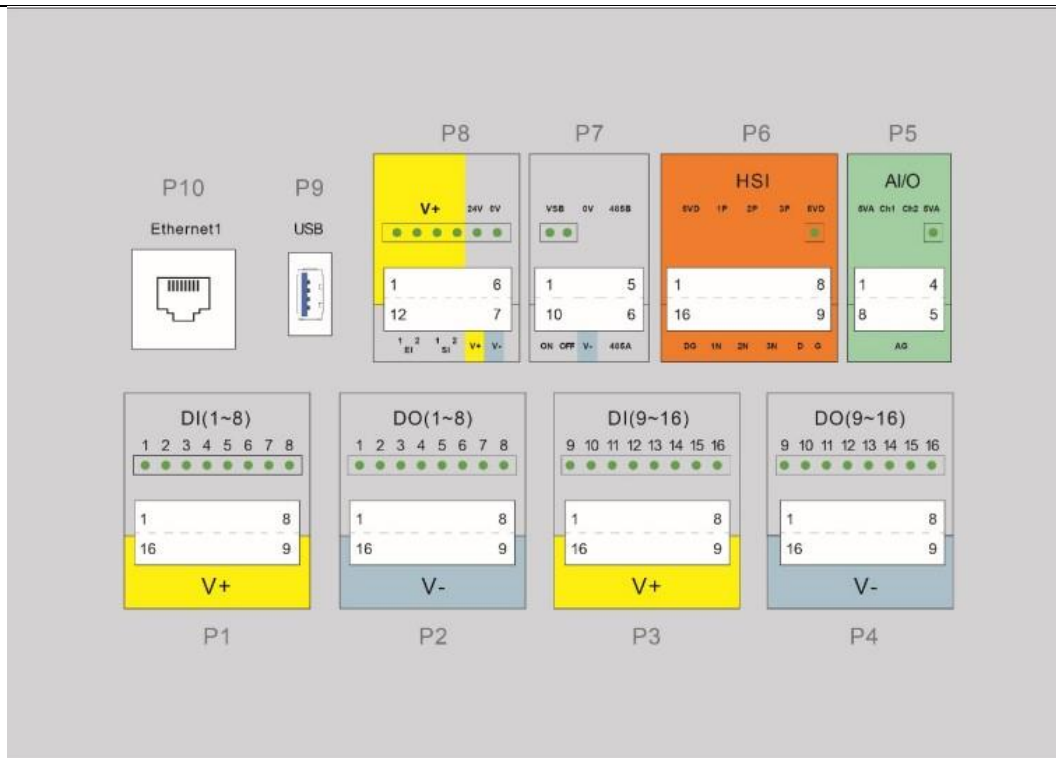 P8 P7 P6 P5
P10 P9
HSI AI/O
V+ 24V 0V VSB 0V 485B 5VD 1P 2P 3P 5VD 5VA Ch1 Ch2 5VA
Ethernet1 USB
1 6 1 5 1 8 1 4
12 7 10 6 16 9 8 5
1 2 1 2 V+ V- ON OFF V- 485A DG 1N 2N 3N D G AG
EI SI
DI(1~8) DO(1~8) DI(9~16) DO(9~16)
1 2 3 4 5 6 7 8 1 2 3 4 5 6 7 8 9 10 11 12 13 14 15 16 9 10 11 12 13 14 15 16
1 8 1 8 1 8 1 8
16 9 16 9 16 9 16 9
V+ V- V+ V-
P1 P2 P3 P4